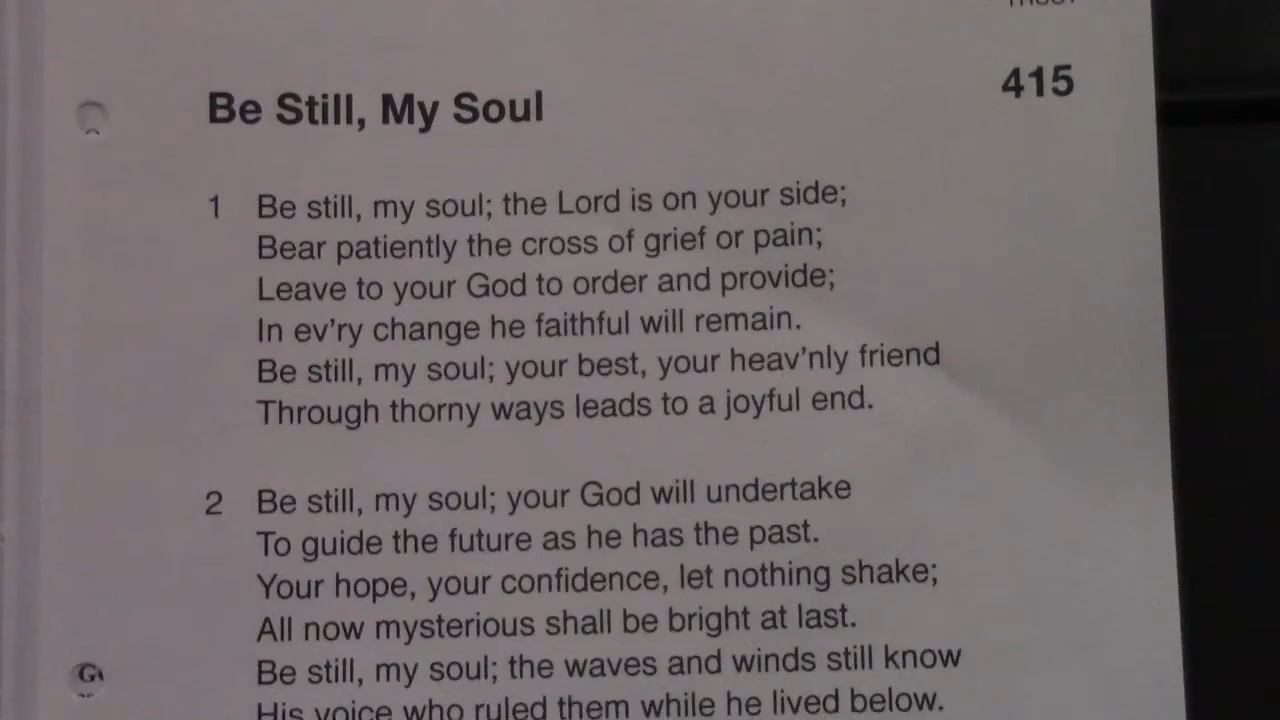 TRUST
415
Be Still, My Soul
1 Be still, my soul; the Lord is on your side;
Bear patiently the cross of grief or pain;
Leave to your God to order and provide;
In ev'ry change he faithful will remain.
Be still, my soul; your best, your heav'nly friend
Through thorny ways leads to a joyful end.
2 Be still, my soul; your God will undertake
To guide the future as he has the past.
Your hope, your confidence, let nothing shake;
All now mysterious shall be bright at last.
Be still, my soul; the waves and winds still know
His voice who ruled them while he lived below.